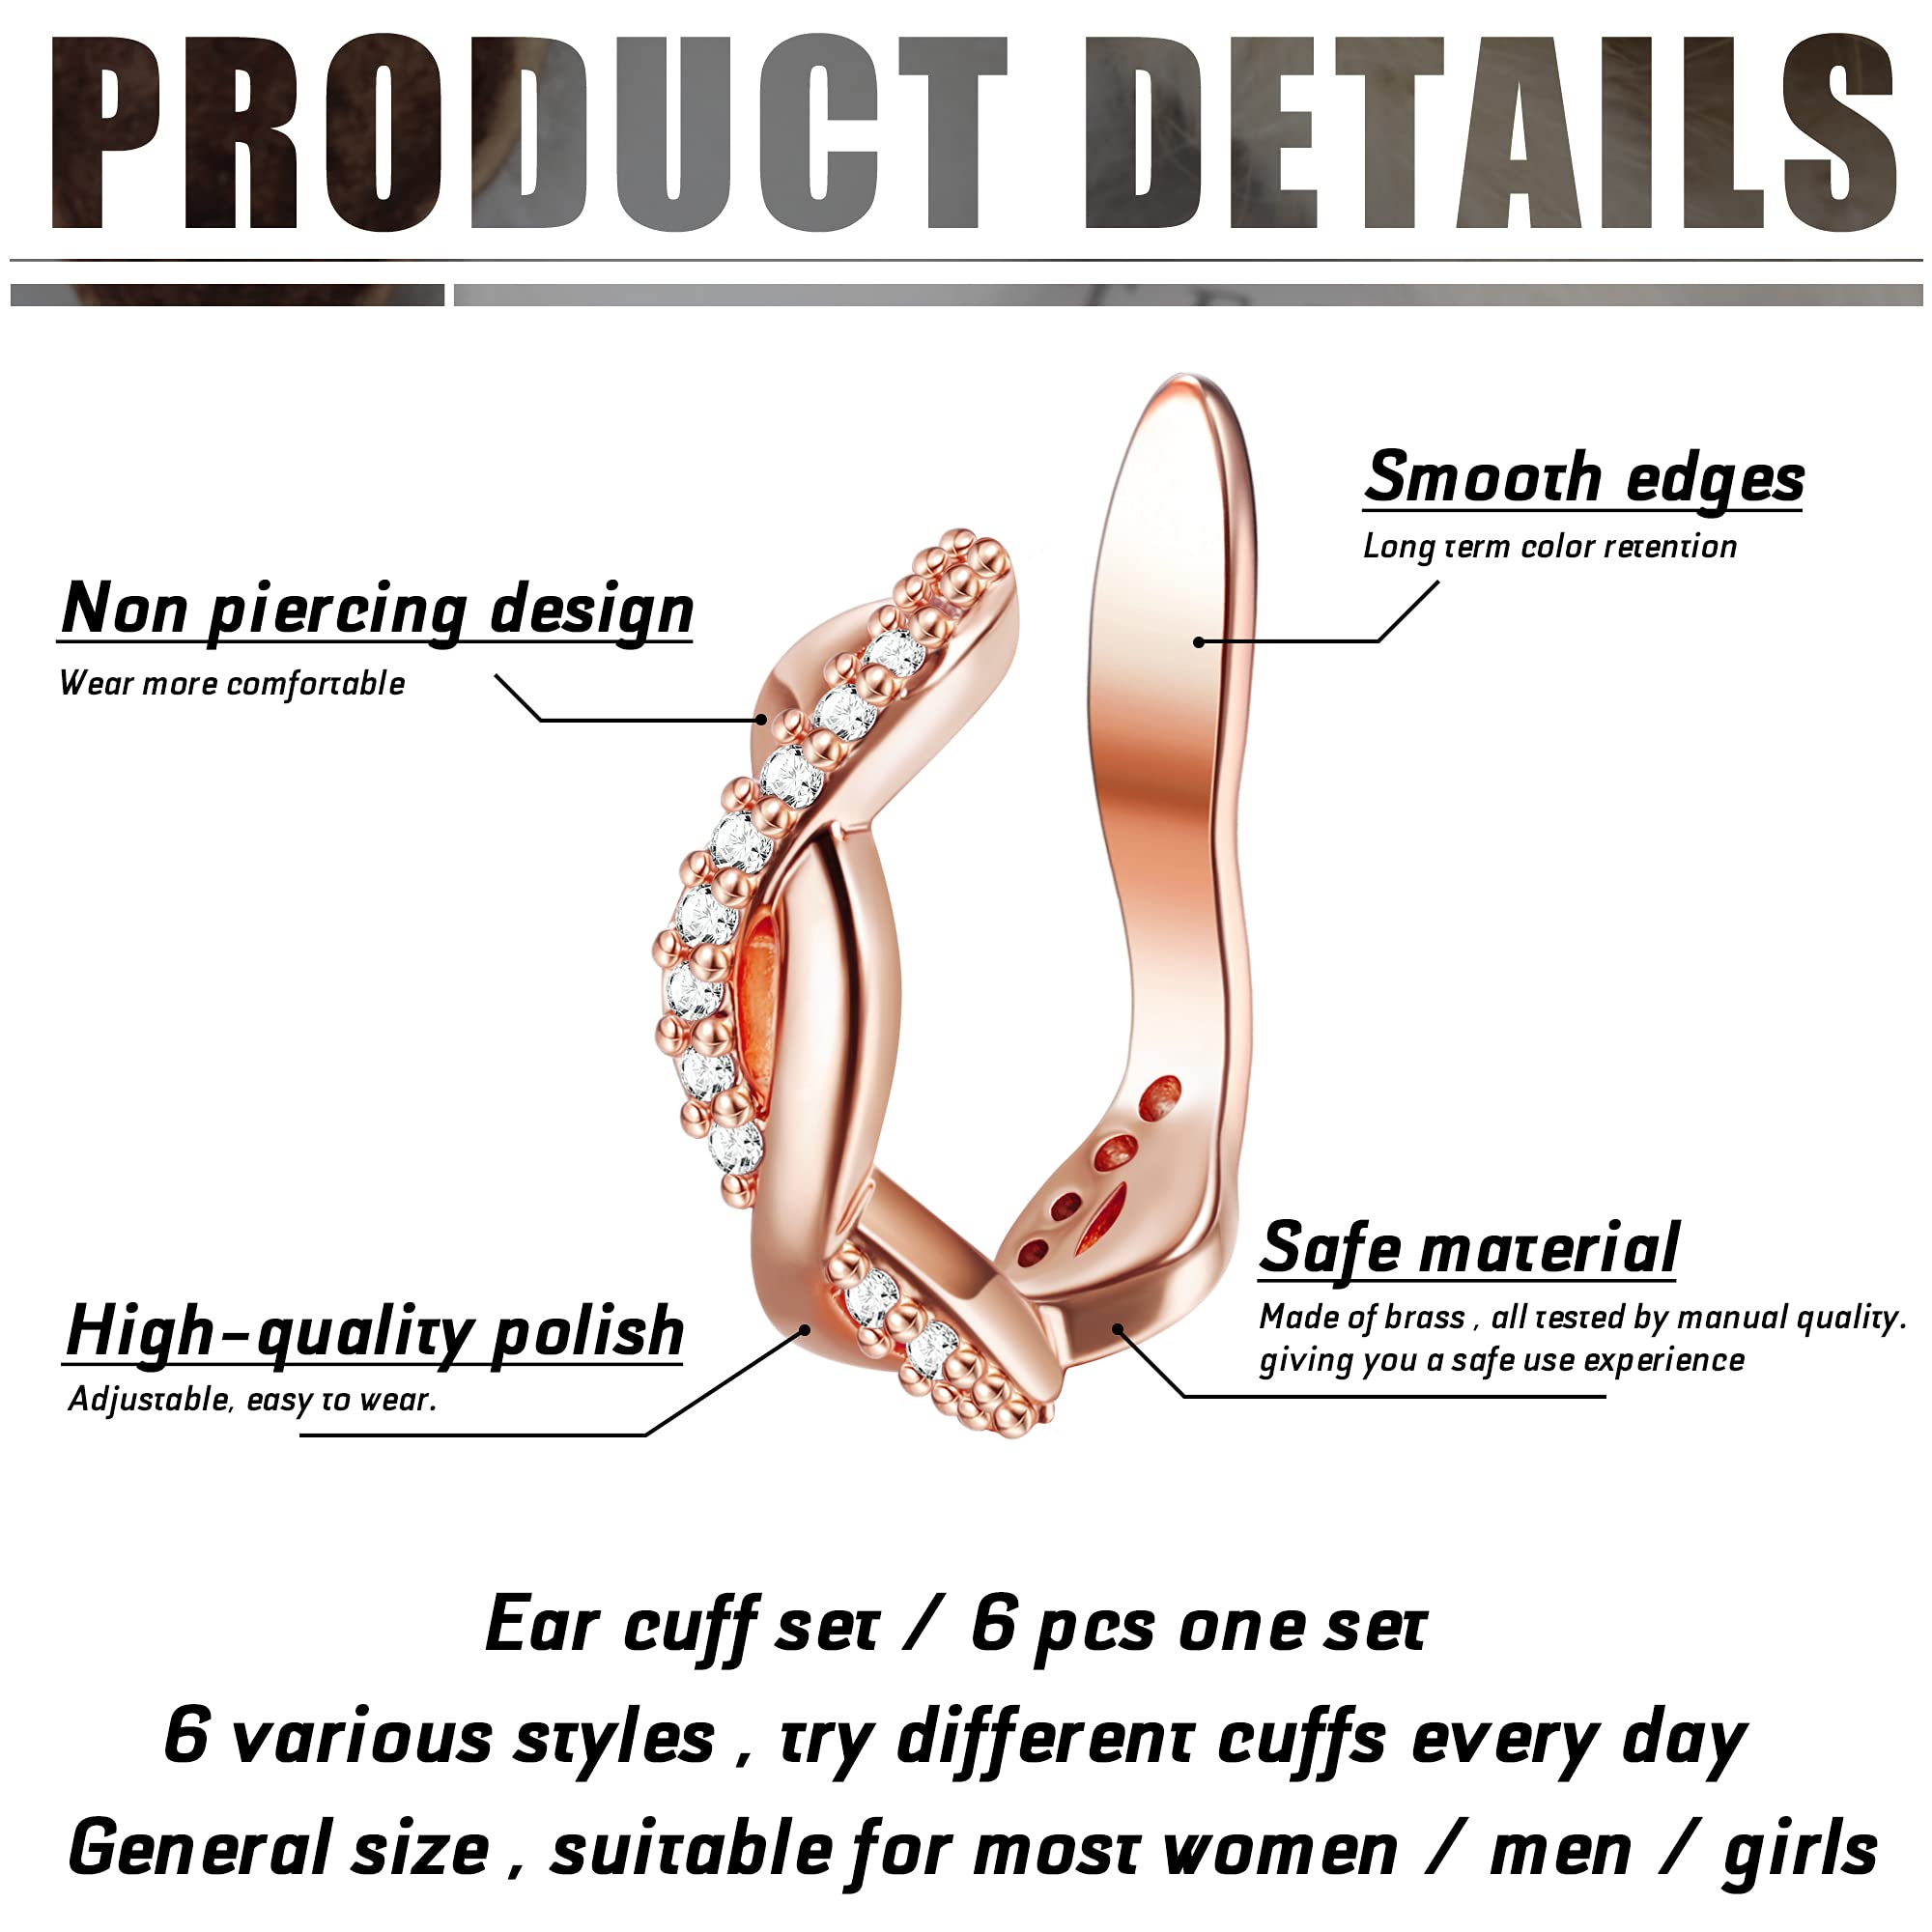 PRODUCT DETAILS
Smooth edges
Long term color retention
Non piercing design
Wear more comfortable
Safe material
Made of brass , all tested by manual quality.
giving you a safe use experience
High-quality polish
Adjustable, easy to wear.
Ear cuff set / 6 pcs one set
6 various styles , try different cuffs every day
General size , suitable for most women / men / girls